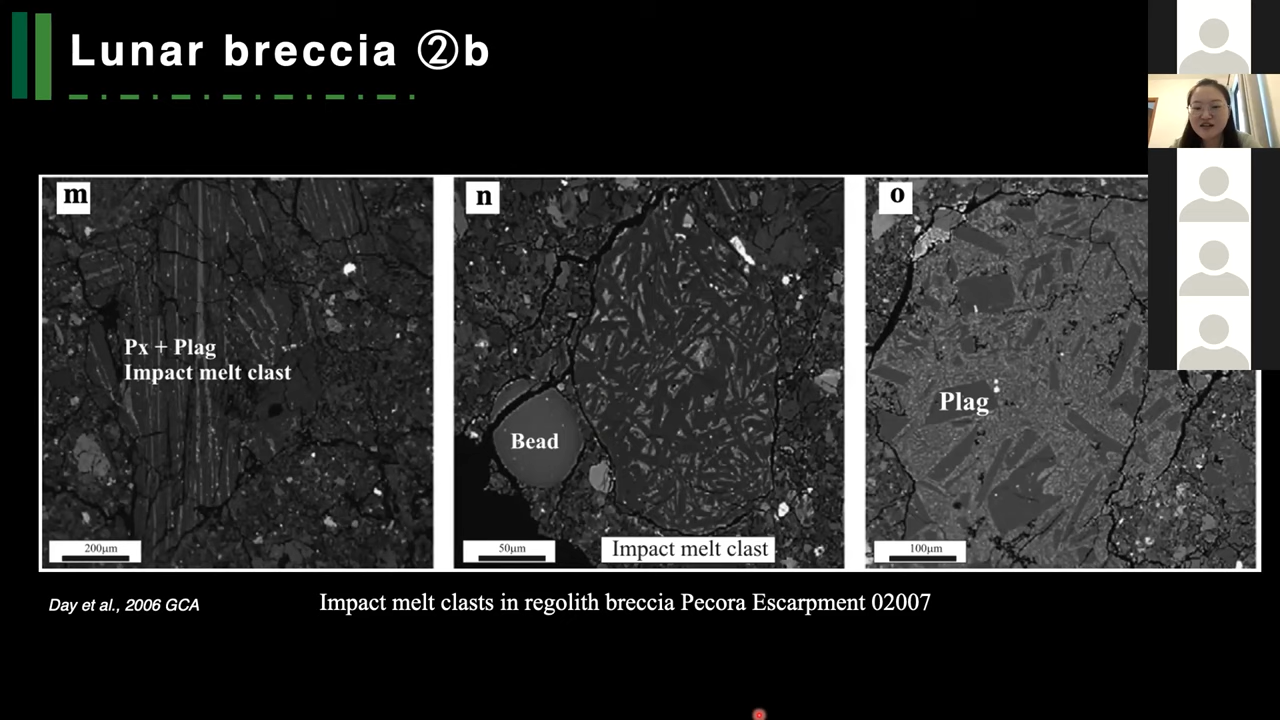 Lunar breccia ②b
m
Px + Plag
Impact melt clast
200μm
n
Bead
50μm
Impact melt clast
o
Plag
100μm
Day et al., 2006 GCA
Impact melt clasts in regolith breccia Pecora Escarpment 02007